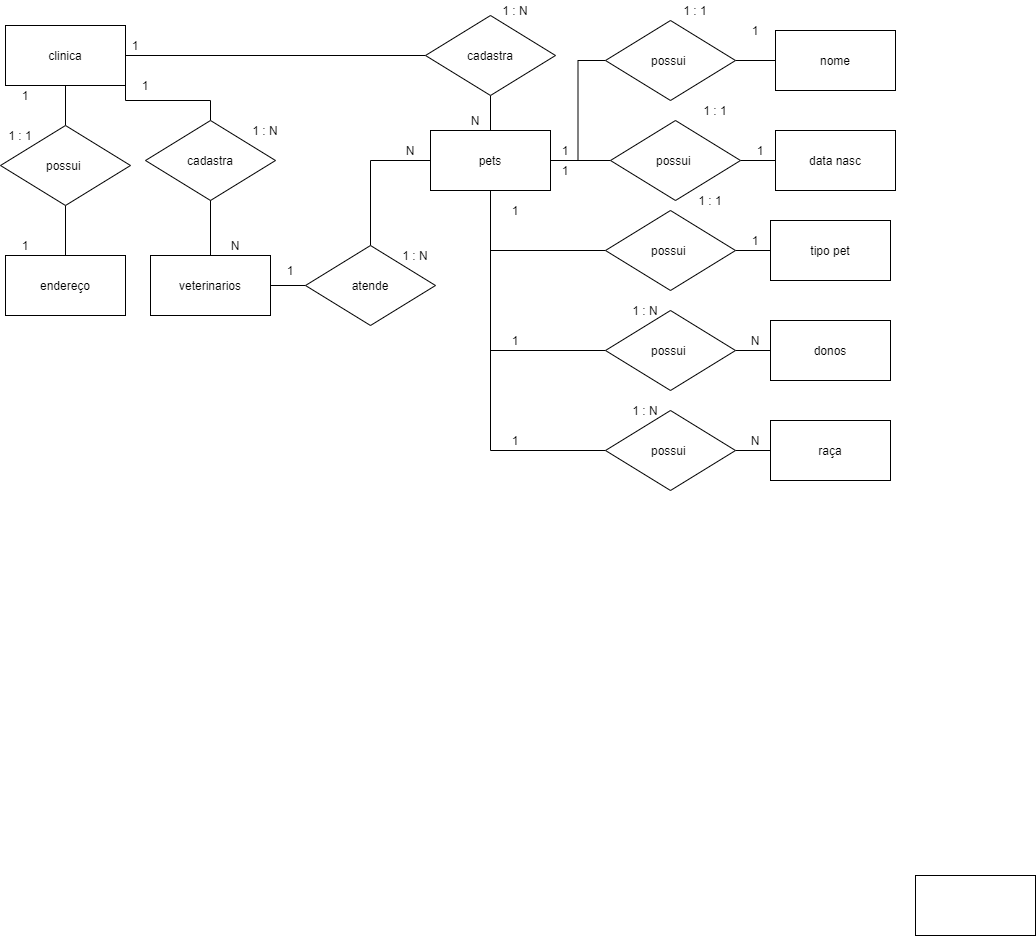 1 : N
1 : 1
clinica
1
cadastra
possui
1
nome
1
1
1 : 1
1 : 1
possui
1 : N
cadastra
N
pets
N
1
1
possui
1
data nasc
1
1 : 1
1
N
veterinarios
endereço
1
1 : N
atende
possui
1
tipo pet
1
1 : N
possui
N
donos
1
1 : N
possui
N
raça